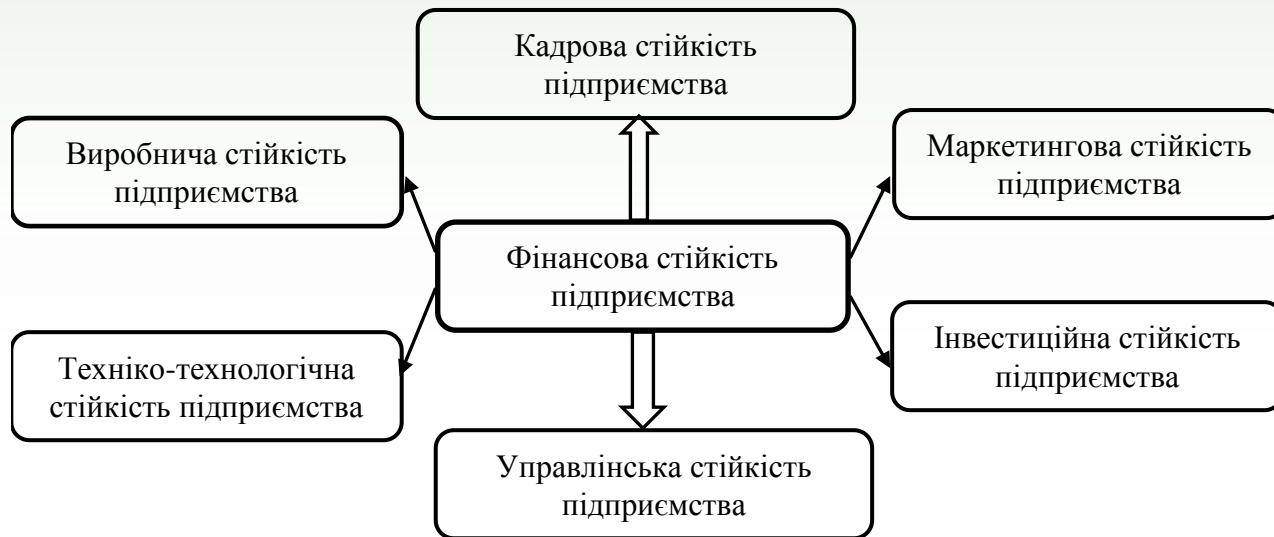 Кадрова стійкість
підприємства
Виробнича стійкість
підприємства
Маркетингова стійкість
підприємства
Фінансова стійкість
підприємства
Техніко-технологічна
стійкість підприємства
Інвестиційна стійкість
підприємства
Управлінська стійкість
підприємства